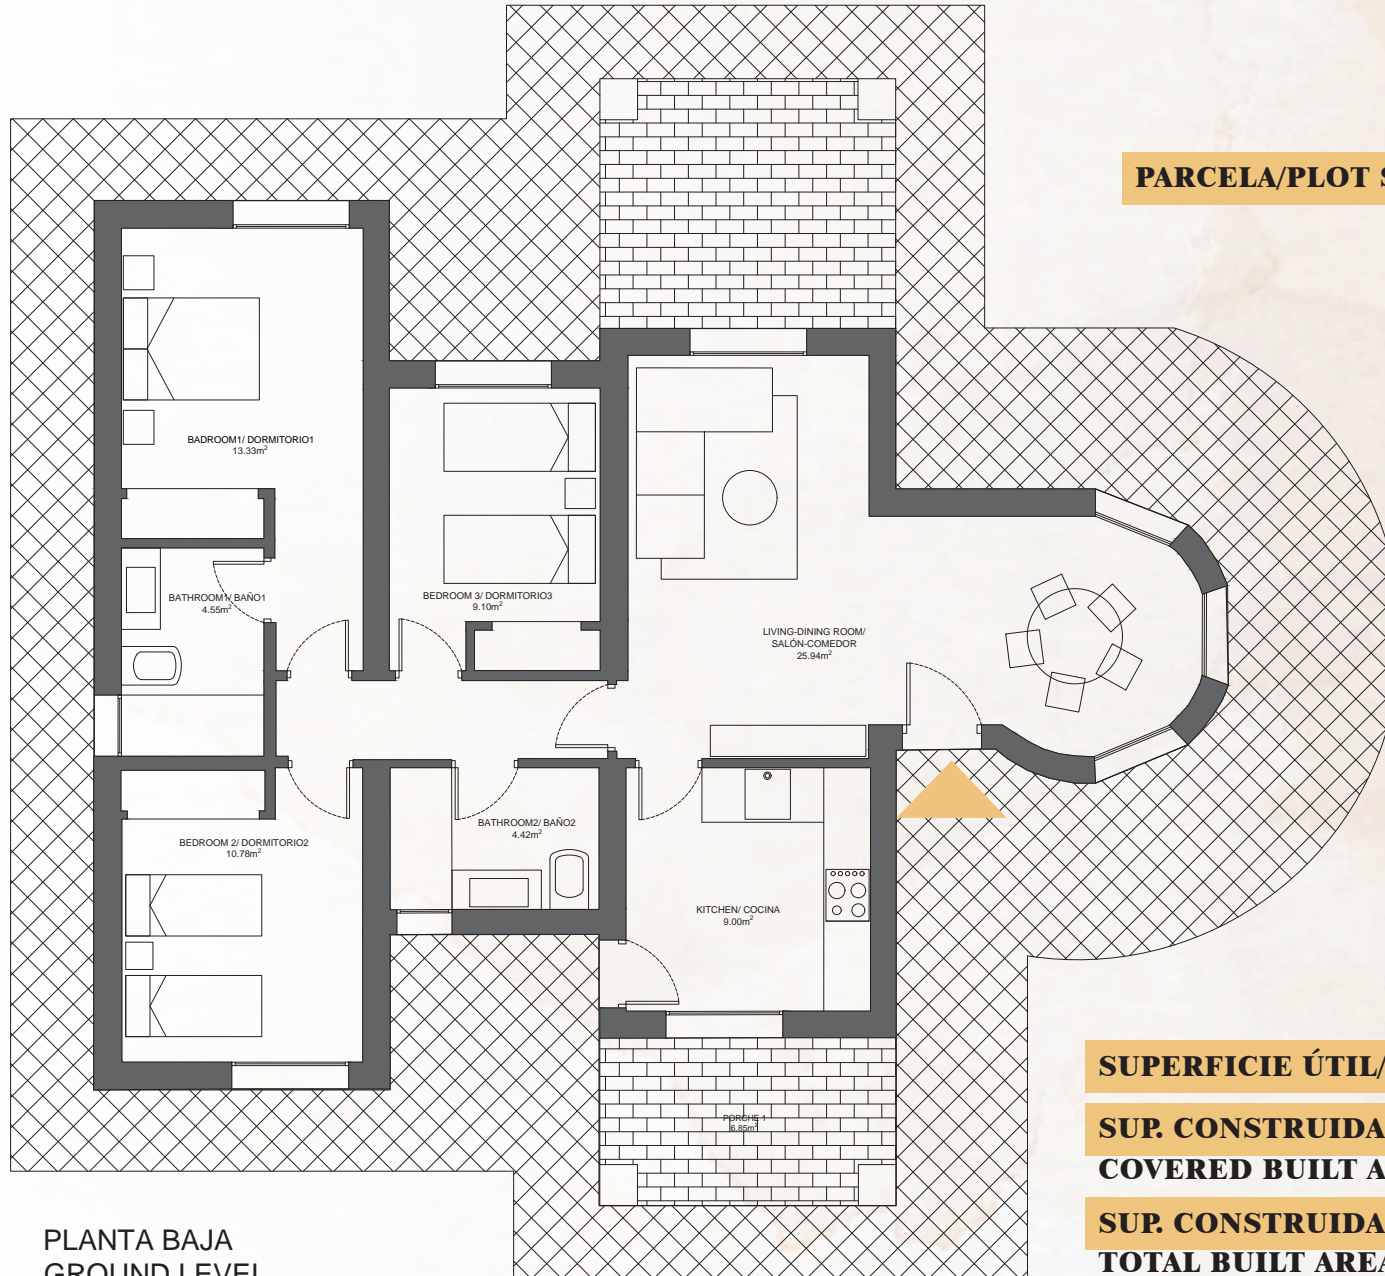 PARCELA/PLOT S
BADROOM1/ DORMITORIO1
13.33m²
BATHROOM1/ BAÑO1
4.55m²
BEDROOM 3/ DORMITORIO3
9.10m²
LIVING-DINING ROOM/
SALÓN-COMEDOR
25.94m²
BEDROOM 2/ DORMITORIO2
10.78m²
BATHROOM2/ BAÑO2
4.42m²
KITCHEN/ COCINA
9.00m²
PORCHE 1
6.85m²
SUPERFICIE ÚTIL/
SUP. CONSTRUIDA
COVERED BUILT A
SUP. CONSTRUIDA
TOTAL BUILT AREA
PLANTA BAJA
GROUND LEVEL